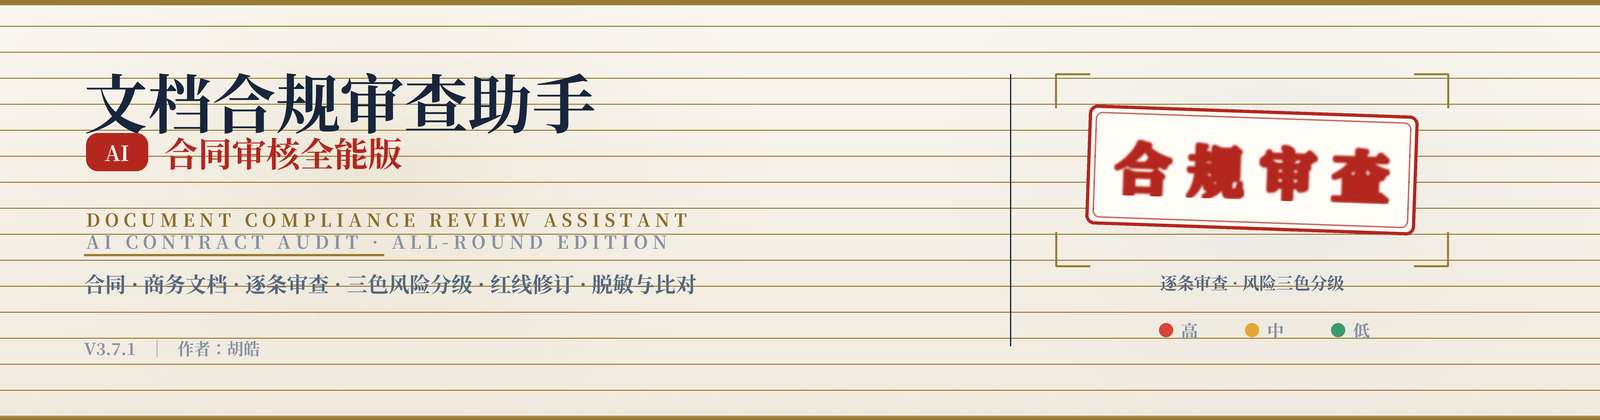 文档合规审查助手
AI 合同审核全能版
DOCUMENT COMPLIANCE REVIEW ASSISTANT
AI CONTRACT AUDIT · ALL-ROUND EDITION
合同 · 商务文档 · 逐条审查 · 三色风险分级 · 红线修订 · 脱敏与比对
V3.7.1 | 作者：胡皓
合规审查
逐条审查 · 风险三色分级
高 中 低